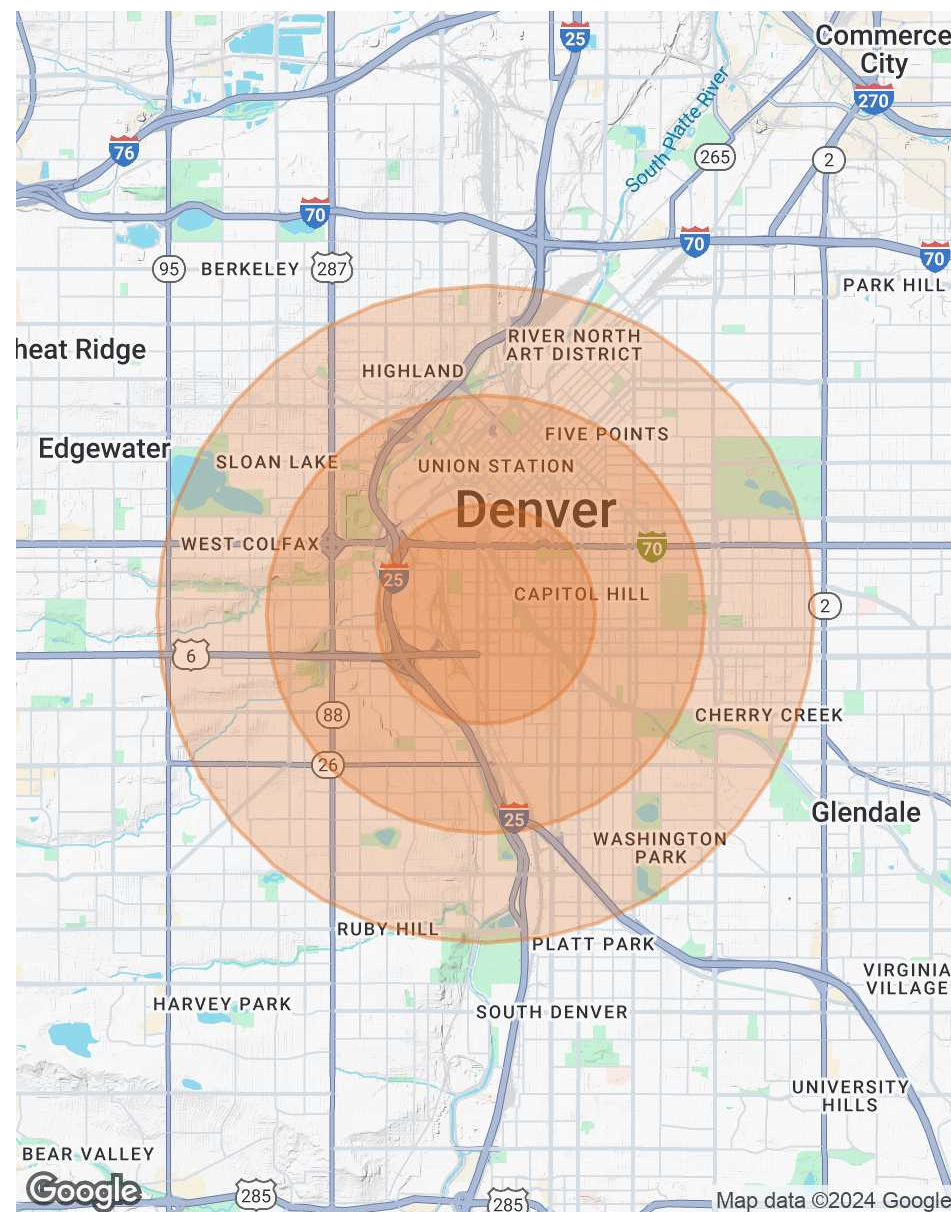 25
Commerce
City
270
76
South Platte River
265
2
70
70
70
95
BERKELEY
287
PARK HILL
RIVER NORTH
ART DISTRICT
heat Ridge
HIGHLAND
Edgewater
FIVE POINTS
SLOAN LAKE
UNION STATION
Denver
WEST COLFAX
70
25
CAPITOL HILL
2
6
88
CHERRY CREEK
26
Glendale
25
WASHINGTON
PARK
RUBY HILL
PLATT PARK
VIRGINIA
VILLAGE
HARVEY PARK
SOUTH DENVER
UNIVERSITY
HILLS
BEAR VALLEY
Google
285
285
Map data ©2024 Google